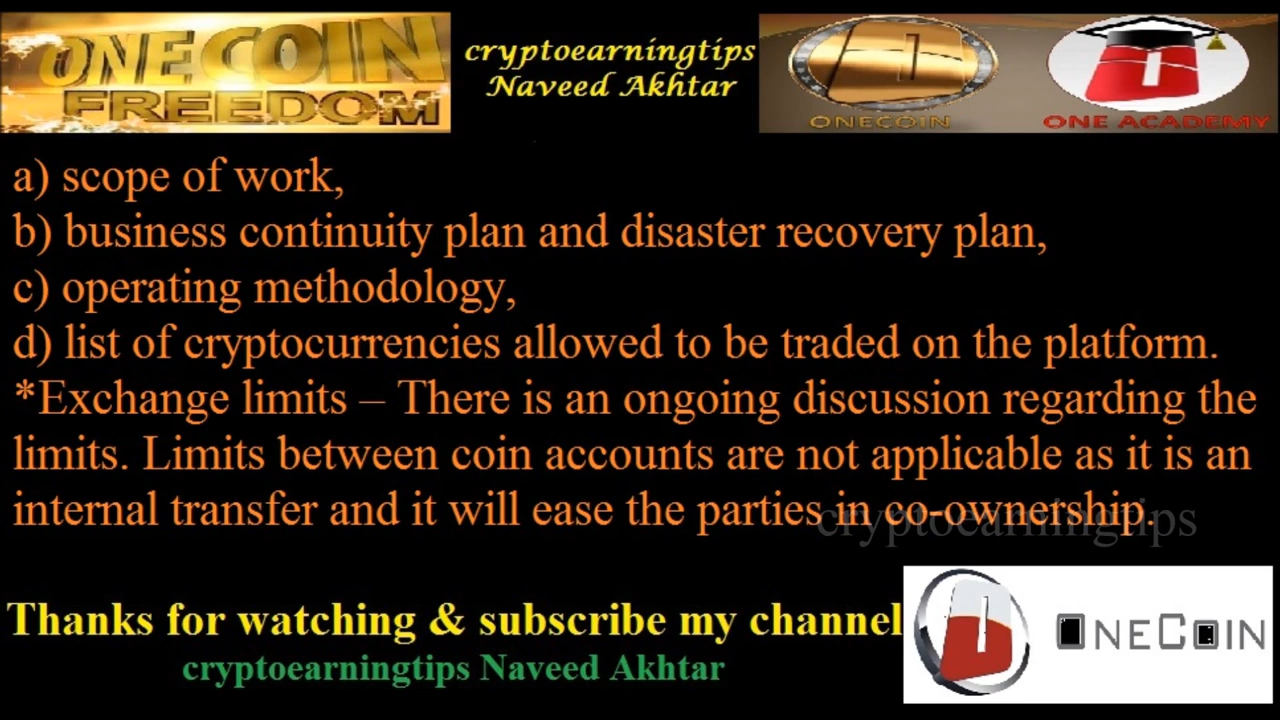 ONE COIN
FREEDOM
cryptoearningtips
Naveed Akhtar
ONECOIN
ONE ACADEMY
a) scope of work,
b) business continuity plan and disaster recovery plan,
c) operating methodology,
d) list of cryptocurrencies allowed to be traded on the platform.
*Exchange limits – There is an ongoing discussion regarding the
limits. Limits between coin accounts are not applicable as it is an
internal transfer and it will ease the parties in co-ownership.
cryptoearningtips
Thanks for watching & subscribe my channel
cryptoearningtips Naveed Akhtar
ONECOIN